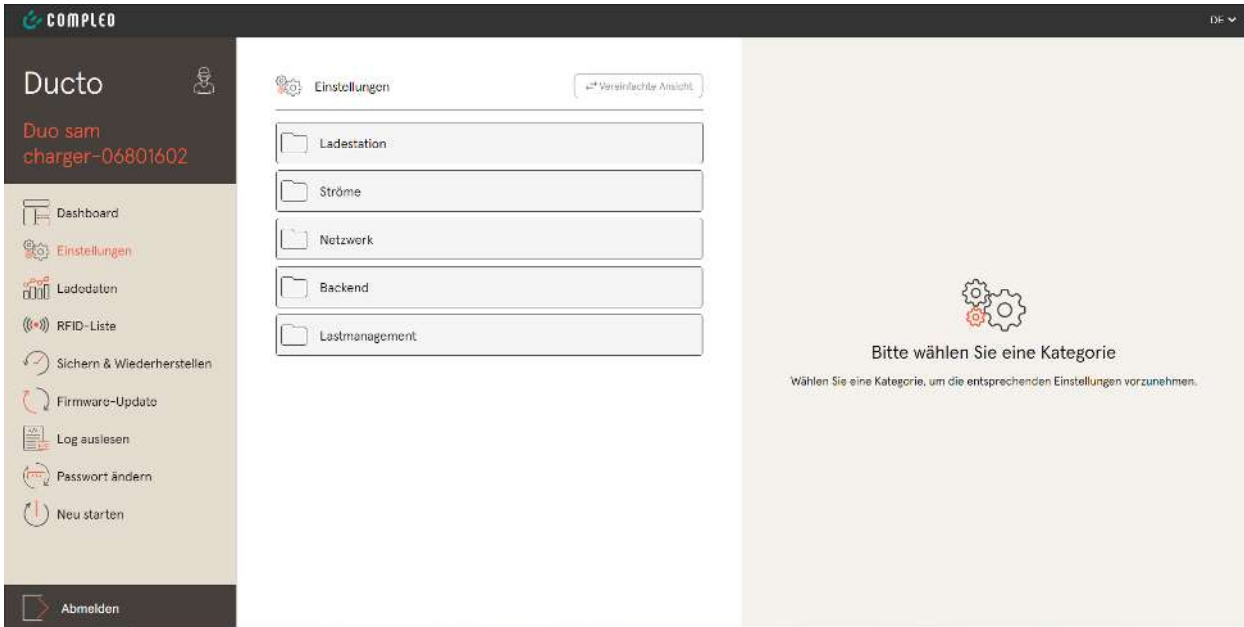 COMPLEO
DE
Ducto
Duo sam
charger-06801602
Dashboard
Einstellungen
Ladedaten
RFID-Liste
Sichern & Wiederherstellen
Firmware-Update
Log auslesen
Passwort ändern
Neu starten
Abmelden
Einstellungen
Vereinfachte Ansicht
Ladestation
Ströme
Netzwerk
Backend
Lastmanagement
Bitte wählen Sie eine Kategorie
Wählen Sie eine Kategorie, um die entsprechenden Einstellungen vorzunehmen.